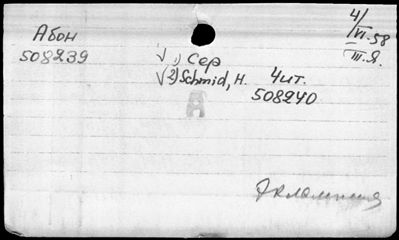 Абон
508239
4/VI-58
III.Я.
√ 1) Сер
√ 2) Schmid, H. Чит.
508240
Я